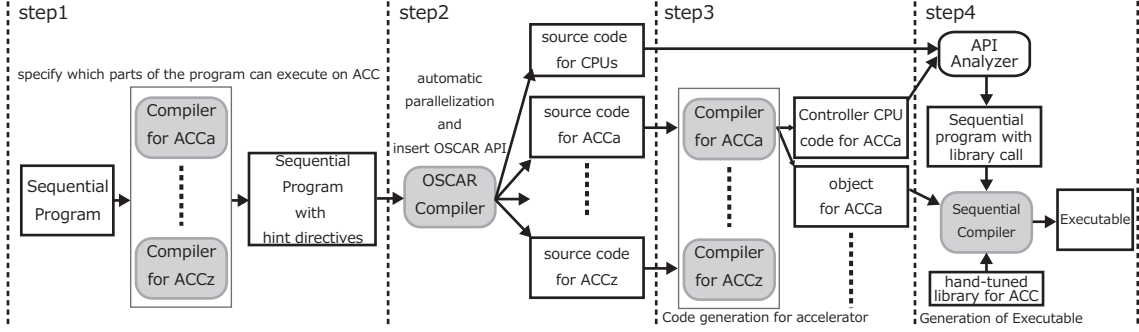 step1
specify which parts of the program can execute on ACC
Sequential
Program
Compiler
for ACCa
Compiler
for ACCz
Sequential
Program
with
hint directives
step2
automatic
parallelization
and
insert OSCAR API
OSCAR
Compiler
source code
for CPUs
source code
for ACCa
source code
for ACCz
step3
Compiler
for ACCa
Compiler
for ACCz
Controller CPU
code for ACCa
object
for ACCa
Code generation for accelerator
step4
API
Analyzer
Sequential
program with
library call
Sequential
Compiler
Executable
hand-tuned
library for ACC
Generation of Executable